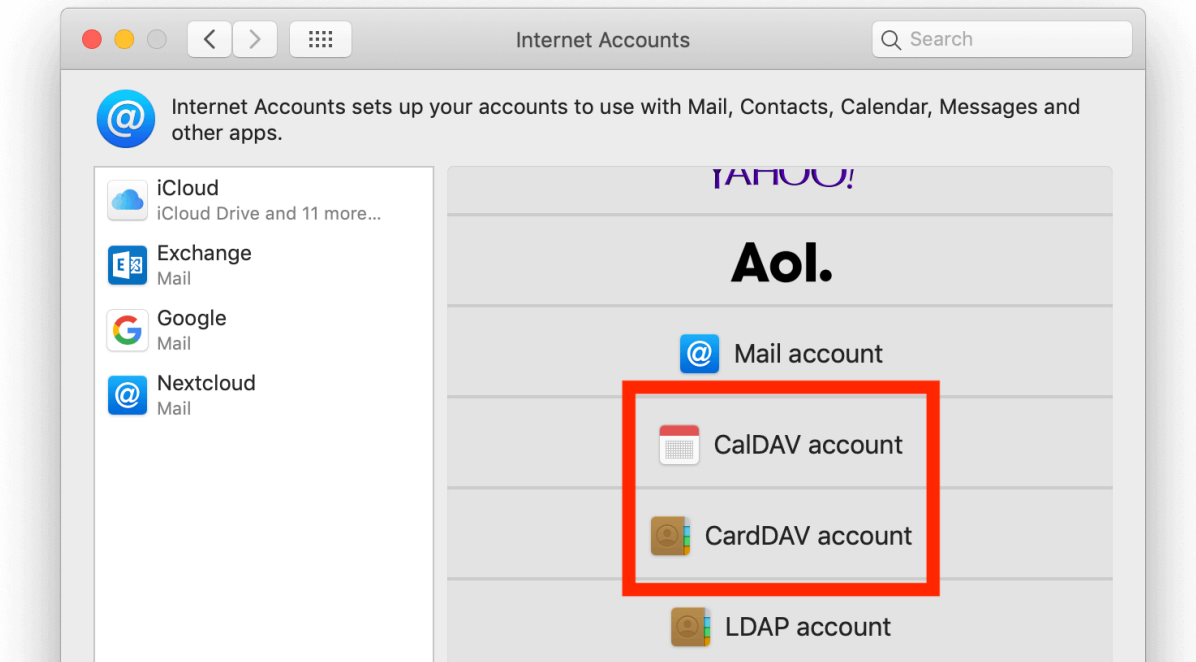 Internet Accounts
Search
Internet Accounts sets up your accounts to use with Mail, Contacts, Calendar, Messages and
other apps.
iCloud
iCloud Drive and 11 more...
Exchange
Mail
Google
Mail
Nextcloud
Mail
YAHOO!
Aol.
Mail account
CalDAV account
CardDAV account
LDAP account